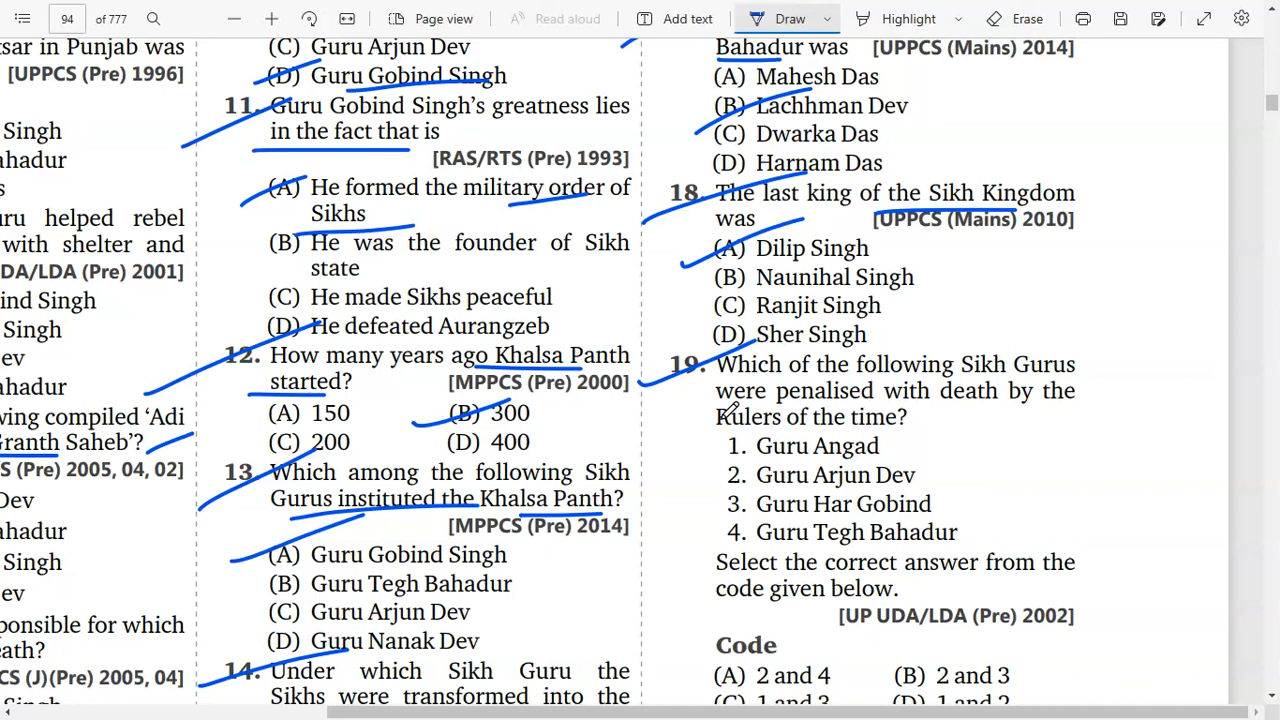 94
of 777
Page view
Read aloud
Add text
Draw
Highlight
Erase
tsar in Punjab was
[UPPCS (Pre) 1996]
Singh
ahadur
s
uru helped rebel
with shelter and
DA/LDA (Pre) 2001]
ind Singh
Singh
ev
ahadur
wing compiled ‘Adi
Granth Saheb’?
S (Pre) 2005, 04, 02]
Dev
ahadur
Singh
ev
ponsible for which
eath?
CS (J)(Pre) 2005, 04]
Singh
(C) Guru Arjun Dev
(D) Guru Gobind Singh
11. Guru Gobind Singh’s greatness lies
in the fact that is
[RAS/RTS (Pre) 1993]
(A) He formed the military order of
Sikhs
(B) He was the founder of Sikh
state
(C) He made Sikhs peaceful
(D) He defeated Aurangzeb
12. How many years ago Khalsa Panth
started? [MPPCS (Pre) 2000]
(A) 150 (B) 300
(C) 200 (D) 400
13. Which among the following Sikh
Gurus instituted the Khalsa Panth?
[MPPCS (Pre) 2014]
(A) Guru Gobind Singh
(B) Guru Tegh Bahadur
(C) Guru Arjun Dev
(D) Guru Nanak Dev
14. Under which Sikh Guru the
Sikhs were transformed into the
Bahadur was [UPPCS (Mains) 2014]
(A) Mahesh Das
(B) Lachhman Dev
(C) Dwarka Das
(D) Harnam Das
18. The last king of the Sikh Kingdom
was [UPPCS (Mains) 2010]
(A) Dilip Singh
(B) Naunihal Singh
(C) Ranjit Singh
(D) Sher Singh
19. Which of the following Sikh Gurus
were penalised with death by the
Rulers of the time?
1. Guru Angad
2. Guru Arjun Dev
3. Guru Har Gobind
4. Guru Tegh Bahadur
Select the correct answer from the
code given below.
[UP UDA/LDA (Pre) 2002]
Code
(A) 2 and 4 (B) 2 and 3
(C) 1 and 3 (D) 1 and 2